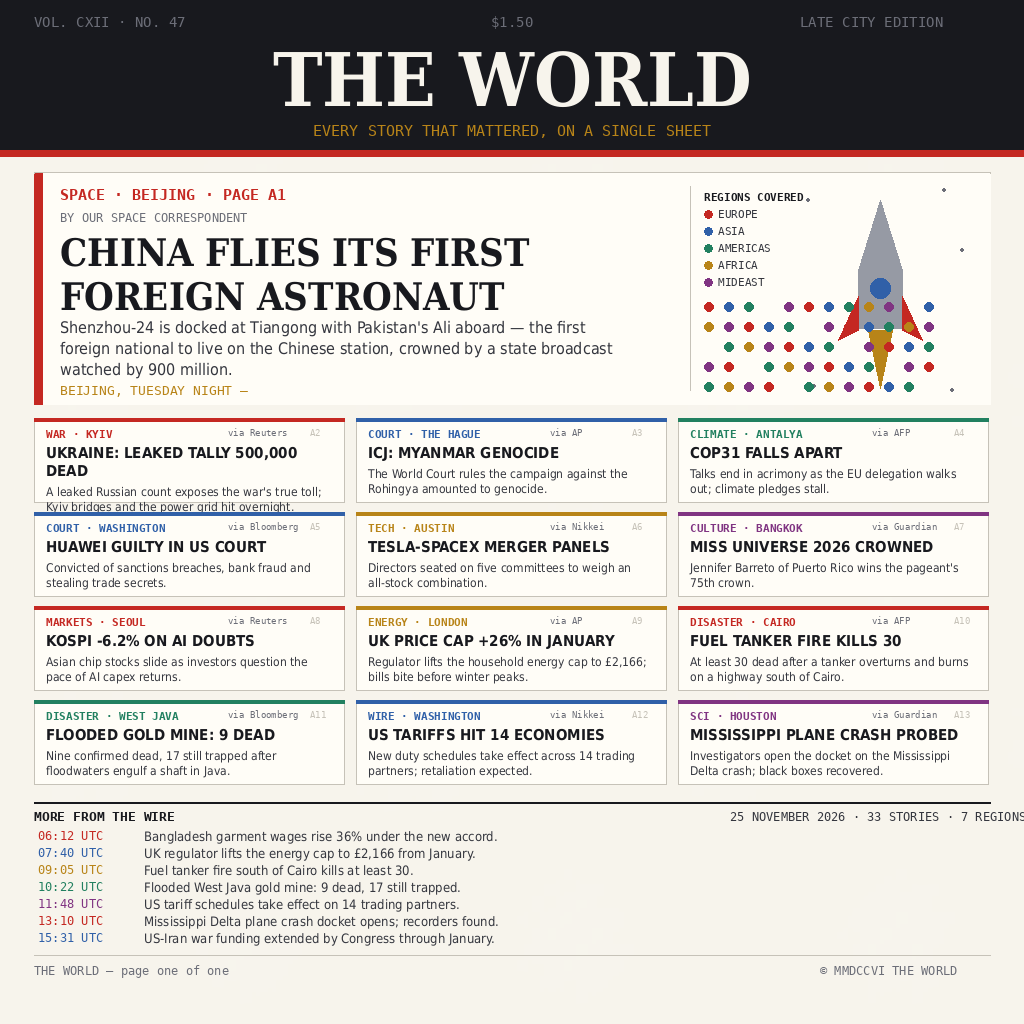 VOL. CXII · NO. 47
$1.50
LATE CITY EDITION
THE WORLD
EVERY STORY THAT MATTERED, ON A SINGLE SHEET
SPACE · BEIJING · PAGE A1
BY OUR SPACE CORRESPONDENT
CHINA FLIES ITS FIRST
FOREIGN ASTRONAUT
Shenzhou-24 is docked at Tiangong with Pakistan's Ali aboard — the first
foreign national to live on the Chinese station, crowned by a state broadcast
watched by 900 million.
BEIJING, TUESDAY NIGHT —
REGIONS COVERED
EUROPE
ASIA
AMERICAS
AFRICA
MIDEAST
WAR · KYIV via Reuters A2
UKRAINE: LEAKED TALLY 500,000
DEAD
A leaked Russian count exposes the war's true toll;
Kyiv bridges and the power grid hit overnight.
COURT · THE HAGUE via AP A3
ICJ: MYANMAR GENOCIDE
The World Court rules the campaign against the
Rohingya amounted to genocide.
CLIMATE · ANTALYA via AFP A4
COP31 FALLS APART
Talks end in acrimony as the EU delegation walks
out; climate pledges stall.
COURT · WASHINGTON via Bloomberg A5
HUAWEI GUILTY IN US COURT
Convicted of sanctions breaches, bank fraud and
stealing trade secrets.
TECH · AUSTIN via Nikkei A6
TESLA-SPACEX MERGER PANELS
Directors seated on five committees to weigh an
all-stock combination.
CULTURE · BANGKOK via Guardian A7
MISS UNIVERSE 2026 CROWNED
Jennifer Barreto of Puerto Rico wins the pageant's
75th crown.
MARKETS · SEOUL via Reuters A8
KOSPI -6.2% ON AI DOUBTS
Asian chip stocks slide as investors question the
pace of AI capex returns.
ENERGY · LONDON via AP A9
UK PRICE CAP +26% IN JANUARY
Regulator lifts the household energy cap to £2,166;
bills bite before winter peaks.
DISASTER · CAIRO via AFP A10
FUEL TANKER FIRE KILLS 30
At least 30 dead after a tanker overturns and burns
on a highway south of Cairo.
DISASTER · WEST JAVA via Bloomberg A11
FLOODED GOLD MINE: 9 DEAD
Nine confirmed dead, 17 still trapped after
floodwaters engulf a shaft in Java.
WIRE · WASHINGTON via Nikkei A12
US TARIFFS HIT 14 ECONOMIES
New duty schedules take effect across 14 trading
partners; retaliation expected.
SCI · HOUSTON via Guardian A13
MISSISSIPPI PLANE CRASH PROBED
Investigators open the docket on the Mississippi
Delta crash; black boxes recovered.
MORE FROM THE WIRE
25 NOVEMBER 2026 · 33 STORIES · 7 REGIONS
06:12 UTC Bangladesh garment wages rise 36% under the new accord.
07:40 UTC UK regulator lifts the energy cap to £2,166 from January.
09:05 UTC Fuel tanker fire south of Cairo kills at least 30.
10:22 UTC Flooded West Java gold mine: 9 dead, 17 still trapped.
11:48 UTC US tariff schedules take effect on 14 trading partners.
13:10 UTC Mississippi Delta plane crash docket opens; recorders found.
15:31 UTC US-Iran war funding extended by Congress through January.
THE WORLD — page one of one
© MMDCCVI THE WORLD